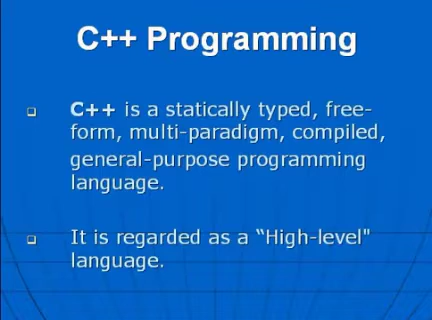 C++ Programming
C++ is a statically typed, free-
form, multi-paradigm, compiled,
general-purpose programming
language.
It is regarded as a “High-level"
language.